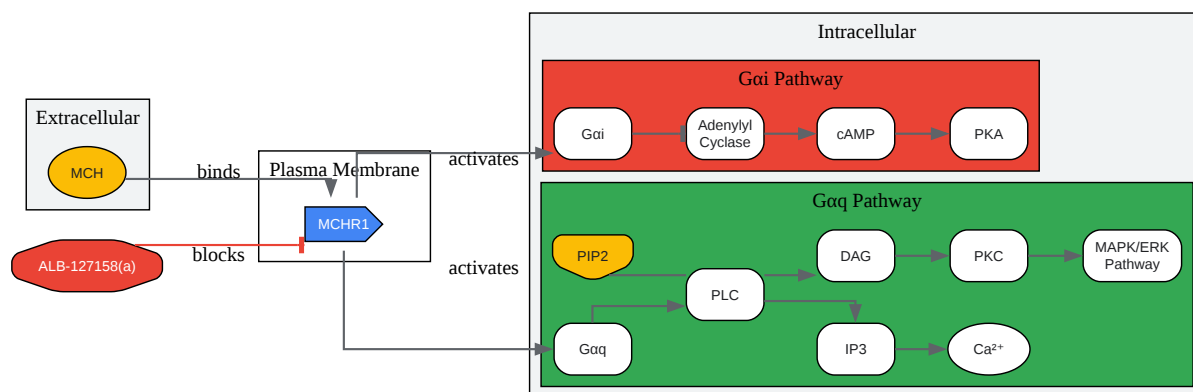 Intracellular
Gαi Pathway
Extracellular
Gαi
Adenylyl
Cyclase
cAMP
PKA
MCH
binds
Plasma Membrane
activates
MCHR1
Gαq Pathway
ALB-127158(a)
blocks
activates
PIP2
DAG
PKC
MAPK/ERK
Pathway
PLC
Gαq
IP3
Ca²⁺